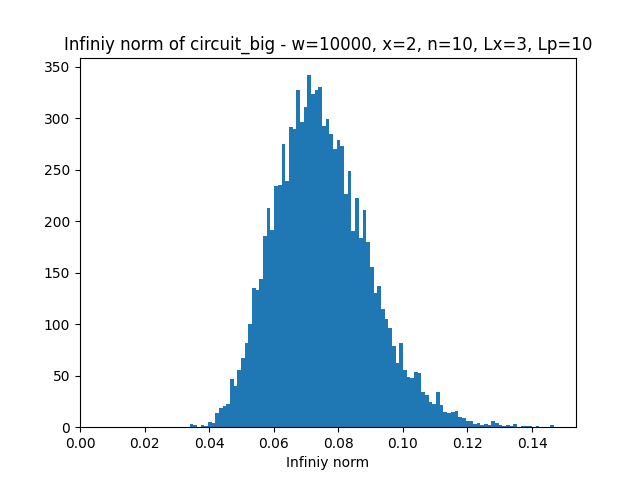 Infiniy norm of circuit_big - w=10000, x=2, n=10, Lx=3, Lp=10
350
300
250
200
150
100
50
0
0.00 0.02 0.04 0.06 0.08 0.10 0.12 0.14
Infiniy norm